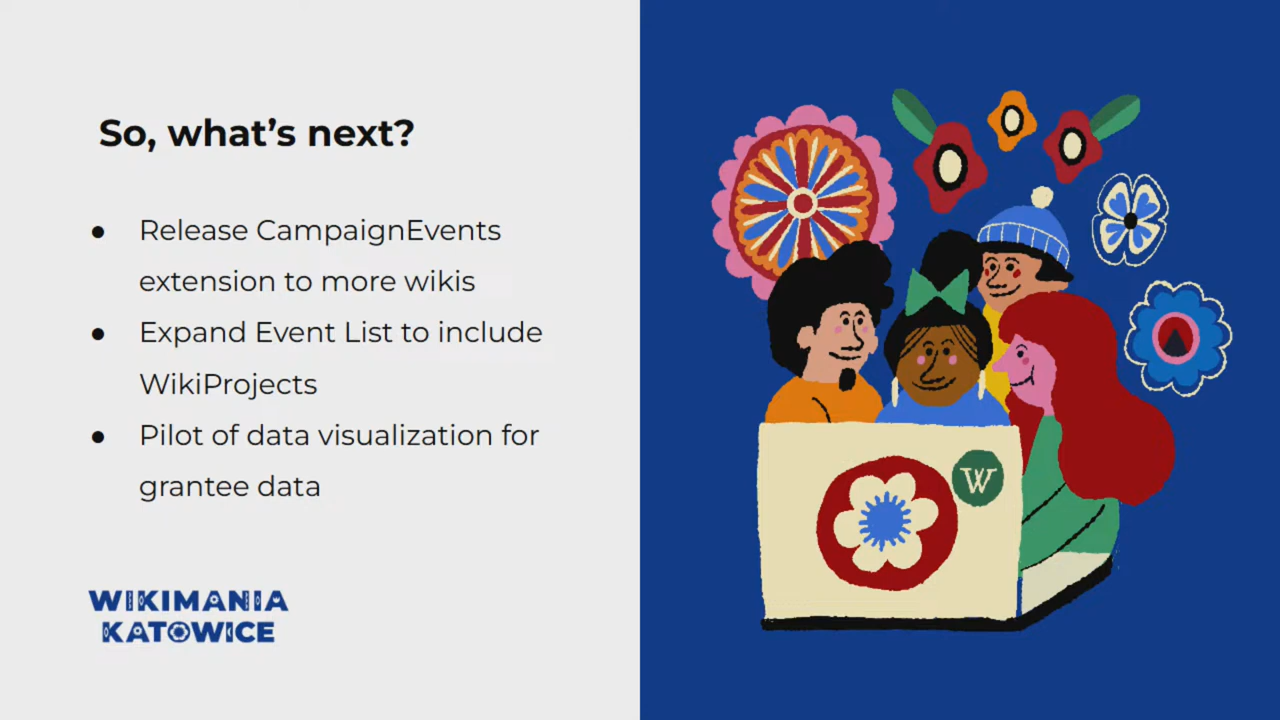 So, what’s next?
● Release CampaignEvents
extension to more wikis
● Expand Event List to include
WikiProjects
● Pilot of data visualization for
grantee data
WIKIMANIA
KATOWICE
W